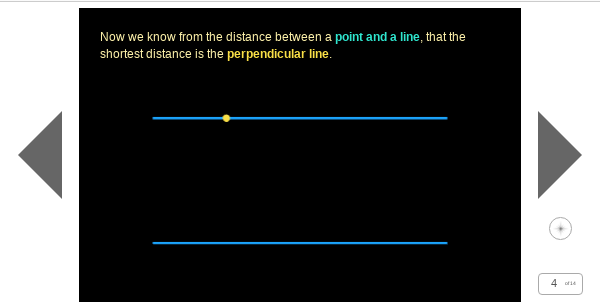 Now we know from the distance between a point and a line, that the
shortest distance is the perpendicular line.
4 of 14